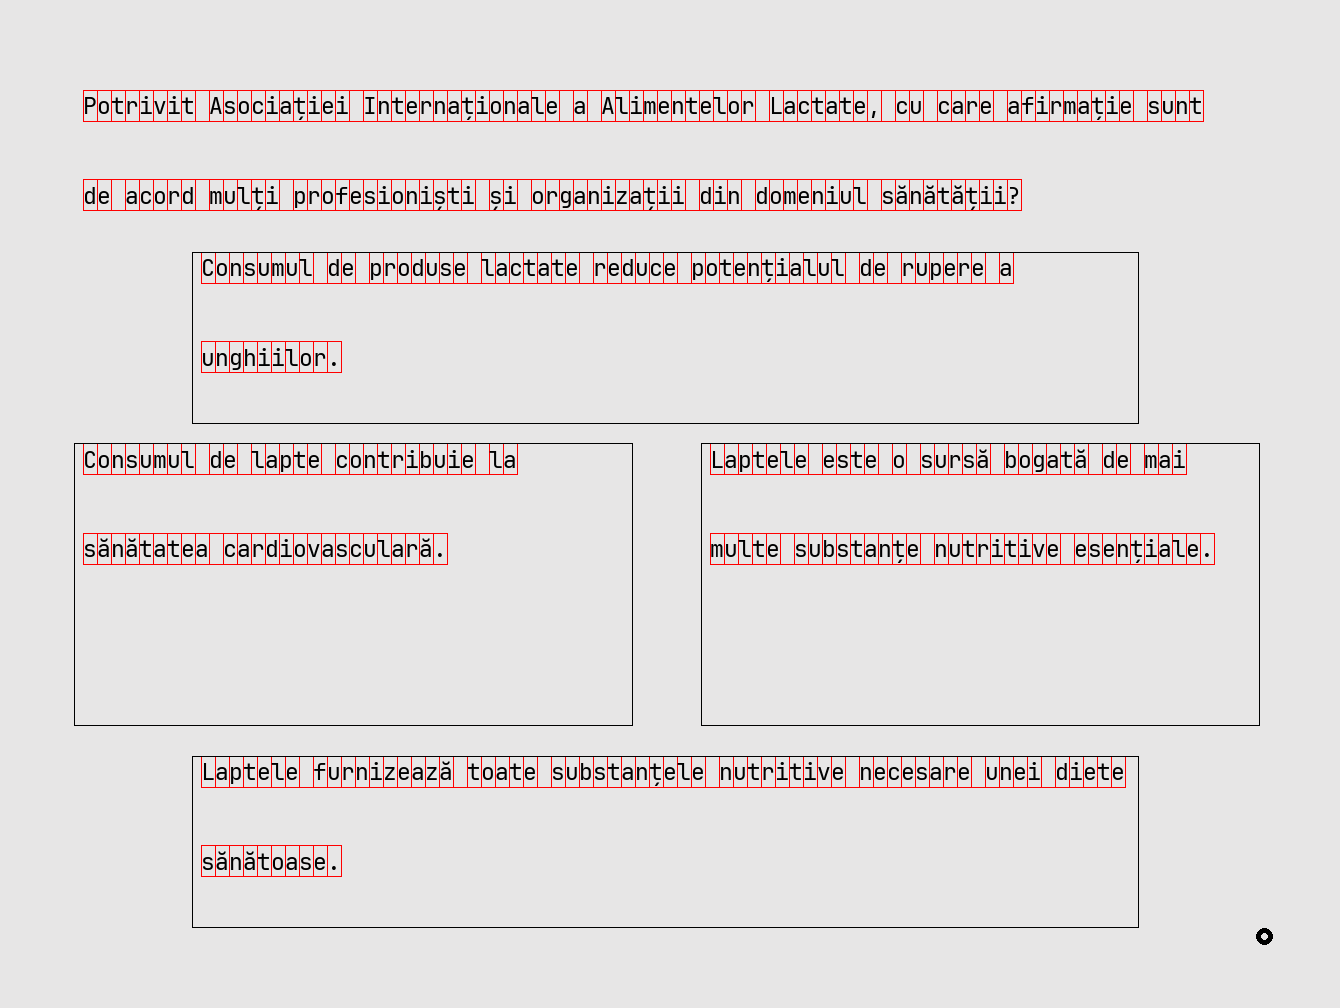 Potrivit Asociației Internaționale a Alimentelor Lactate, cu care afirmație sunt
de acord mulți profesioniști și organizații din domeniul sănătății?
Consumul de produse lactate reduce potențialul de rupere a
unghiilor.
Consumul de lapte contribuie la
sănătatea cardiovasculară.
Laptele este o sursă bogată de mai
multe substanțe nutritive esențiale.
Laptele furnizează toate substanțele nutritive necesare unei diete
sănătoase.